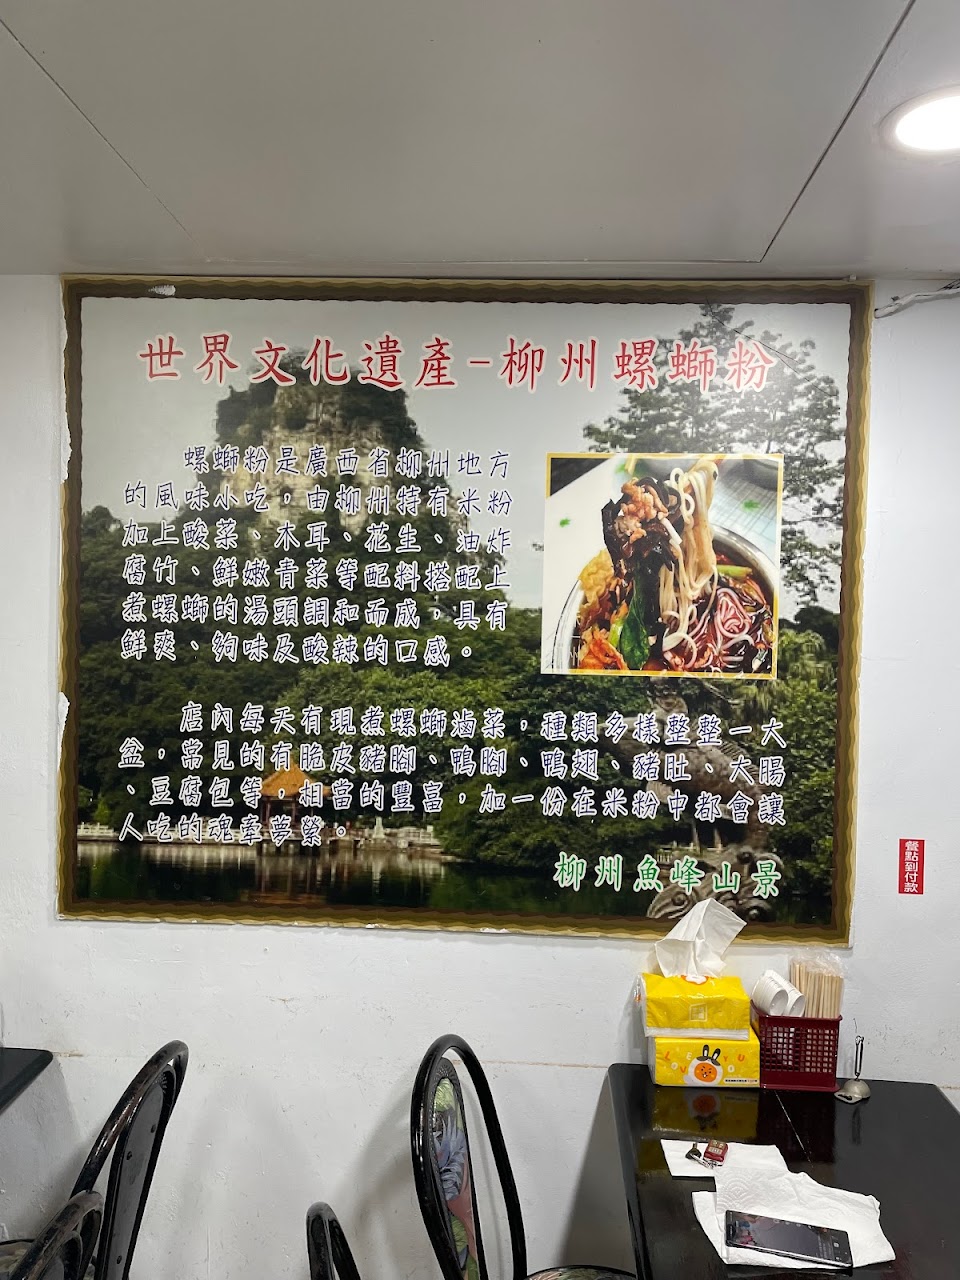 世界文化遺產-柳州螺螄粉
螺螄粉是廣西省柳州地方
的風味小吃，由柳州特有米粉
加上酸菜、木耳、花生、油炸
腐竹、鮮嫩青菜等配料搭配上
煮螺螄的湯頭調和而成，具有
鮮爽、夠味及酸辣的口感。
店內每天有現煮螺螄滷菜，種類多樣整整一大
盆，常見的有脆皮豬腳、鴨腳、鴨翅、豬肚、大腸
、豆腐包等，相當的豐富，加一份在米粉中都會讓
人吃的魂牽夢縈。
柳州魚峰山景
餐點到付款